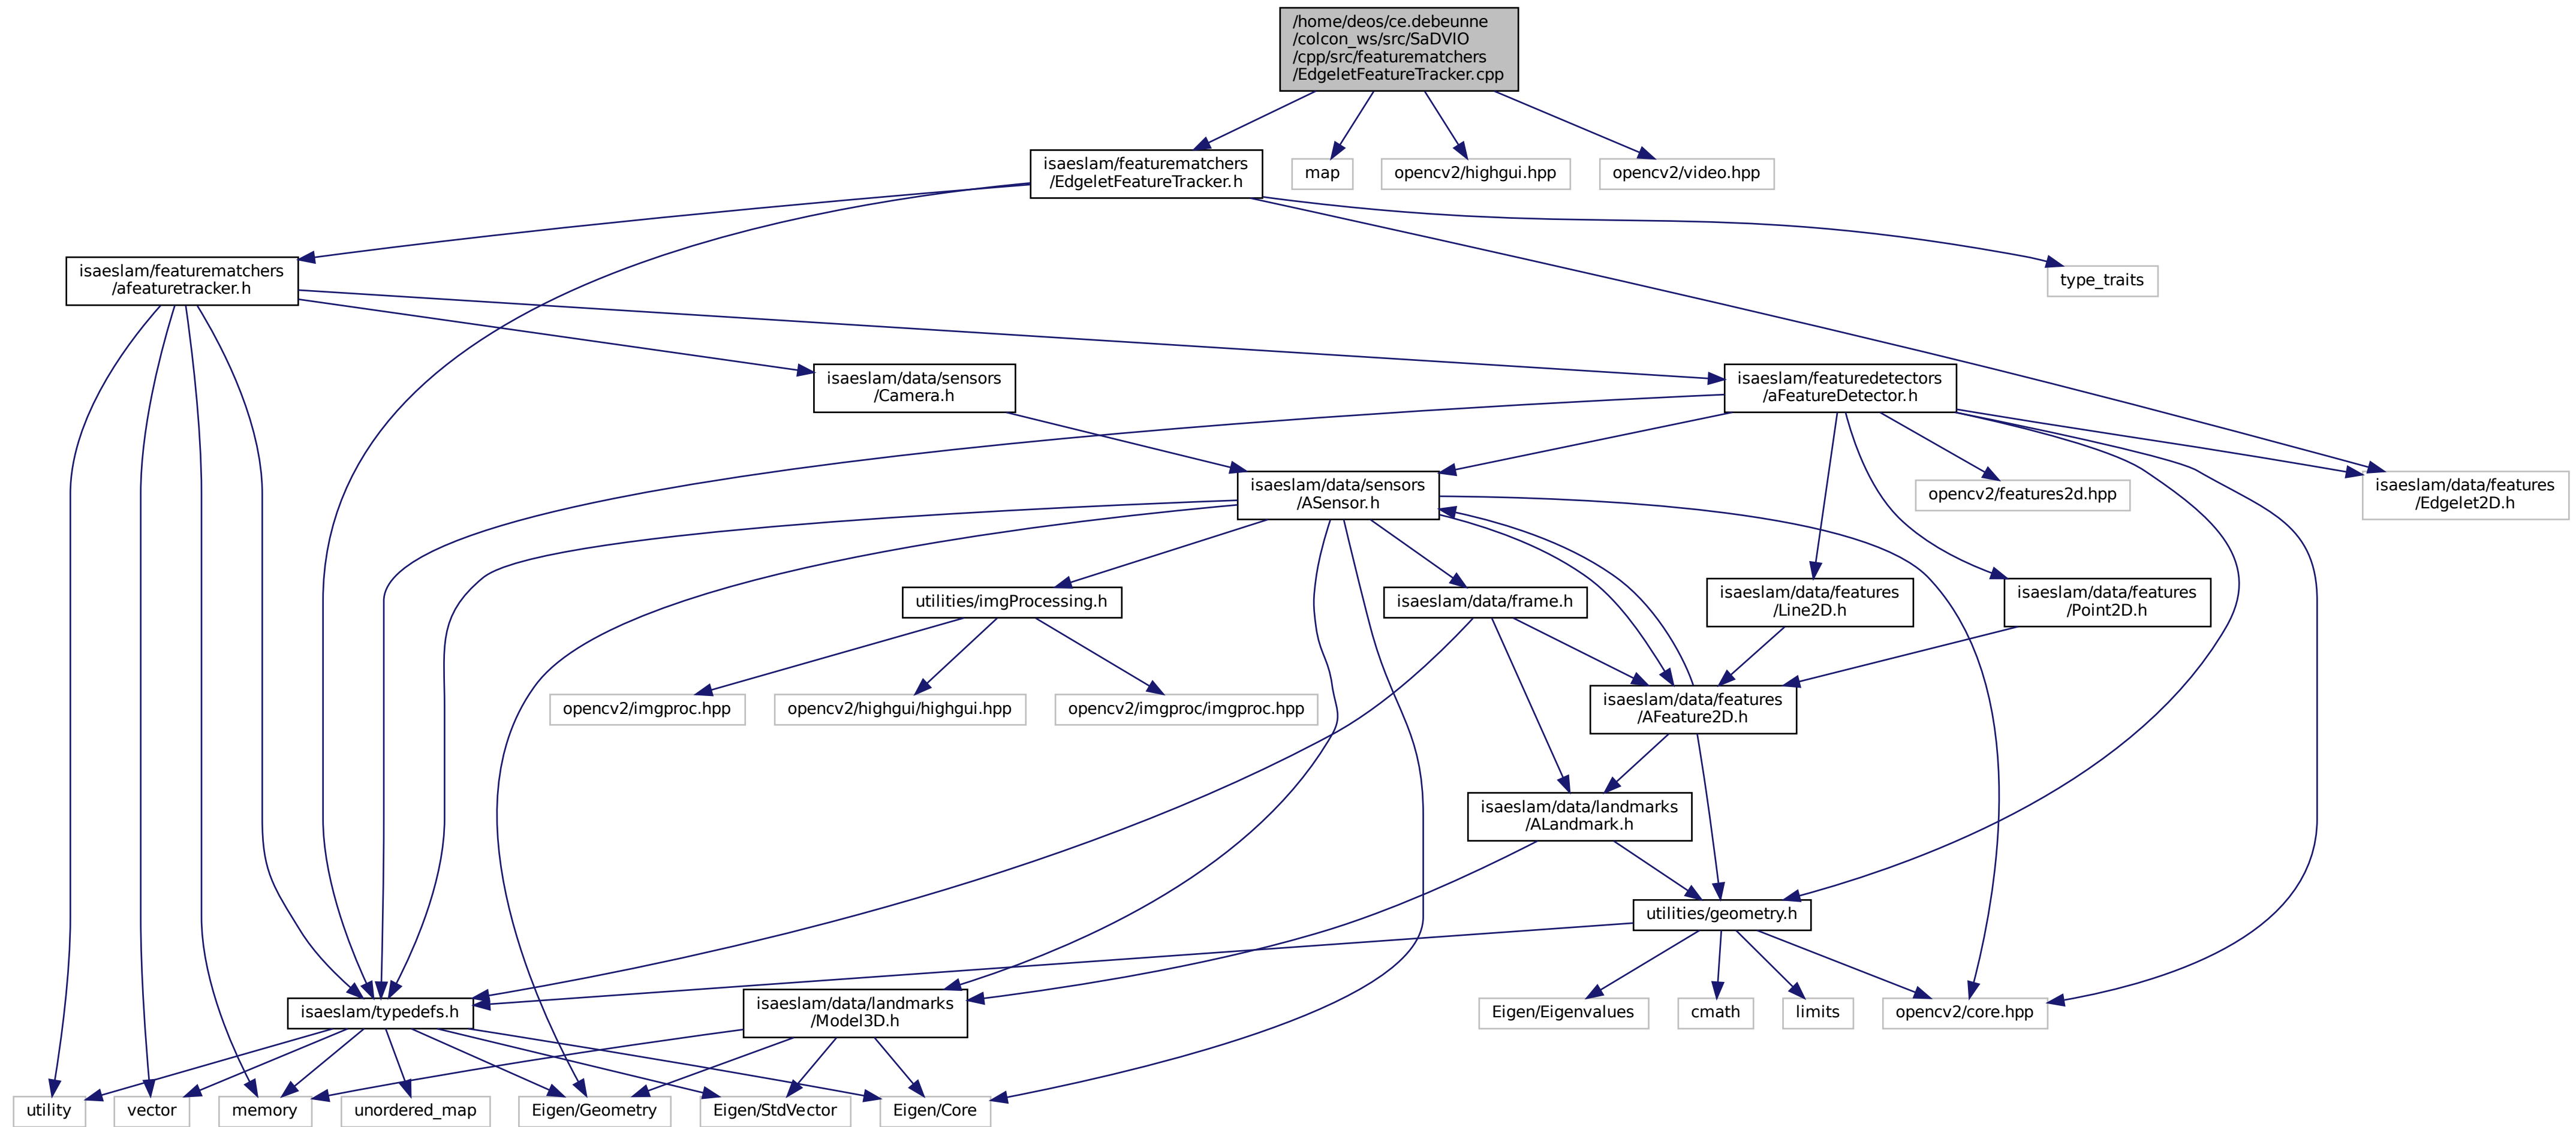 /home/deos/ce.debeunne
/colcon_ws/src/SaDVIO
/cpp/src/featurematchers
/EdgeletFeatureTracker.cpp
isaeslam/featurematchers
/EdgeletFeatureTracker.h
map
opencv2/highgui.hpp
opencv2/video.hpp
isaeslam/featurematchers
/afeaturetracker.h
type_traits
isaeslam/data/sensors
/Camera.h
isaeslam/featuredetectors
/aFeatureDetector.h
isaeslam/data/sensors
/ASensor.h
opencv2/features2d.hpp
isaeslam/data/features
/Edgelet2D.h
utilities/imgProcessing.h
isaeslam/data/frame.h
isaeslam/data/features
/Line2D.h
isaeslam/data/features
/Point2D.h
opencv2/imgproc.hpp
opencv2/highgui/highgui.hpp
opencv2/imgproc/imgproc.hpp
isaeslam/data/features
/AFeature2D.h
isaeslam/data/landmarks
/ALandmark.h
utilities/geometry.h
isaeslam/typedefs.h
isaeslam/data/landmarks
/Model3D.h
Eigen/Eigenvalues
cmath
limits
opencv2/core.hpp
utility
vector
memory
unordered_map
Eigen/Geometry
Eigen/StdVector
Eigen/Core